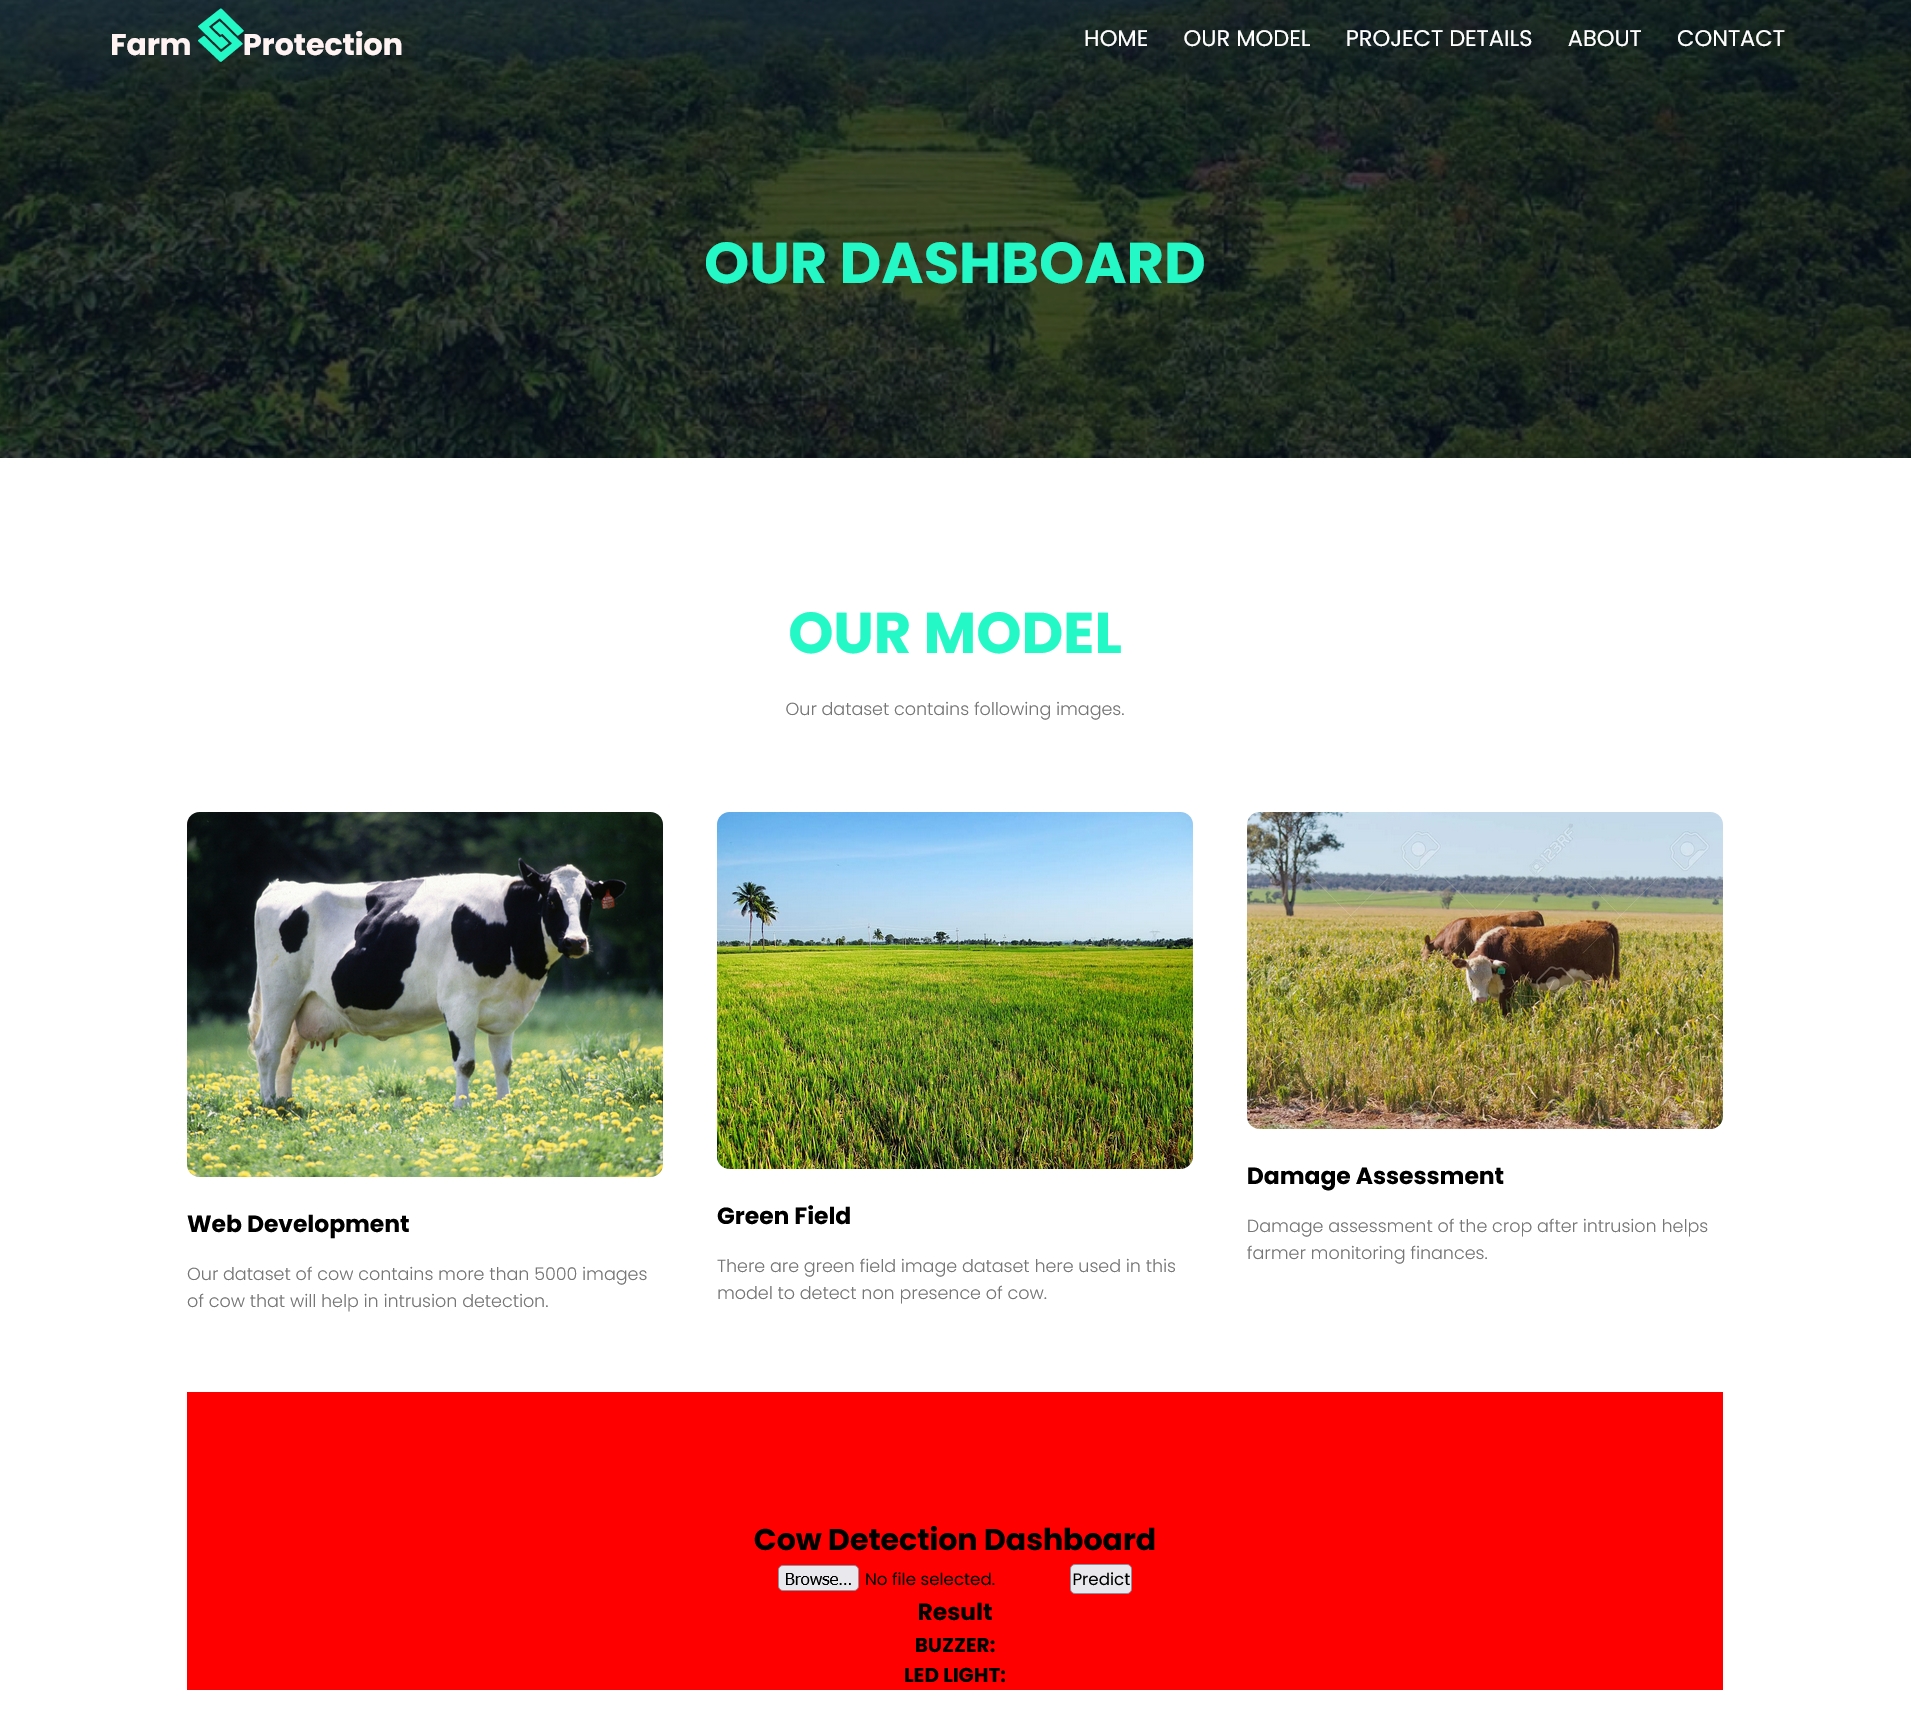 Farm Protection
HOME OUR MODEL PROJECT DETAILS ABOUT CONTACT
OUR DASHBOARD
OUR MODEL
Our dataset contains following images.
123RF
Web Development
Our dataset of cow contains more than 5000 images
of cow that will help in intrusion detection.
Green Field
There are green field image dataset here used in this
model to detect non presence of cow.
Damage Assessment
Damage assessment of the crop after intrusion helps
farmer monitoring finances.
Cow Detection Dashboard
Browse... No file selected. Predict
Result
BUZZER:
LED LIGHT: